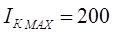 I_{K MAX} = 200